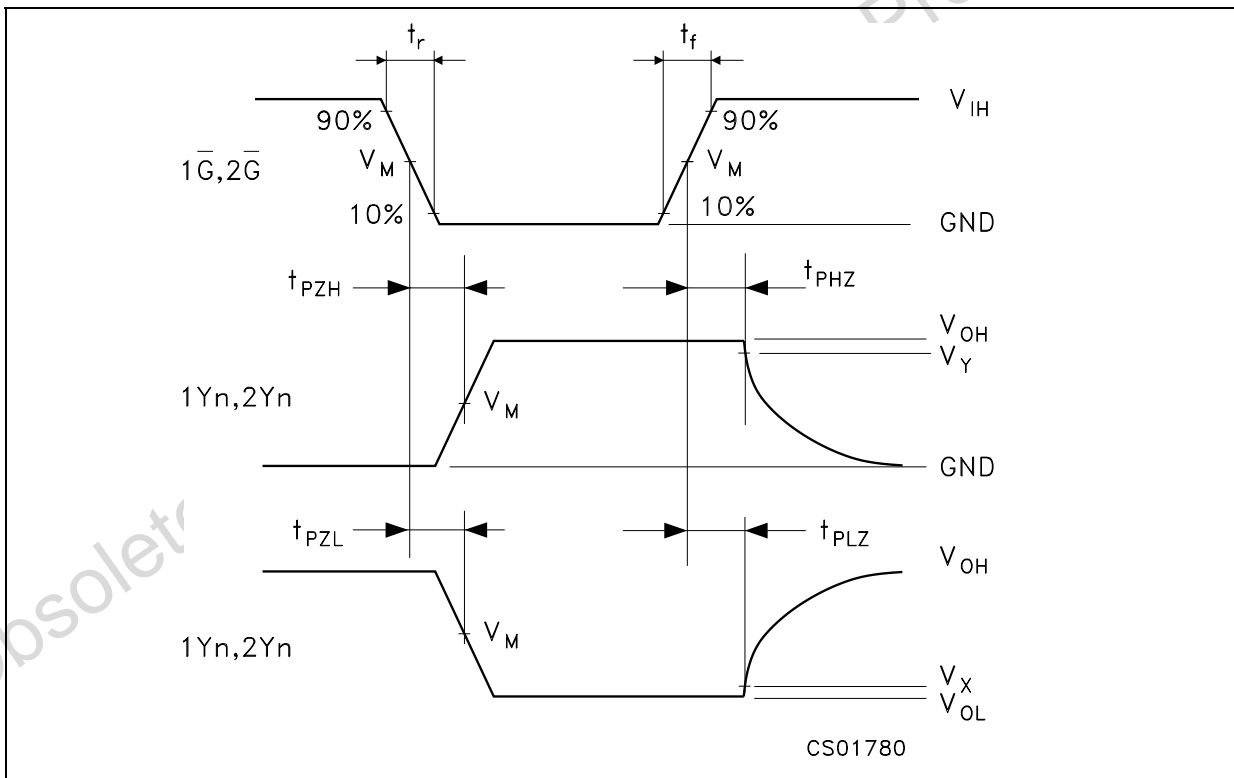 Pro
t_r t_f
90% 90% V_IH
1G̅,2G̅ V_M V_M
10% 10% GND
t_PZH t_PHZ
V_OH
V_Y
1Yn,2Yn V_M
GND
t_PZL t_PLZ
V_OH
1Yn,2Yn V_M
V_X
V_OL
CS01780